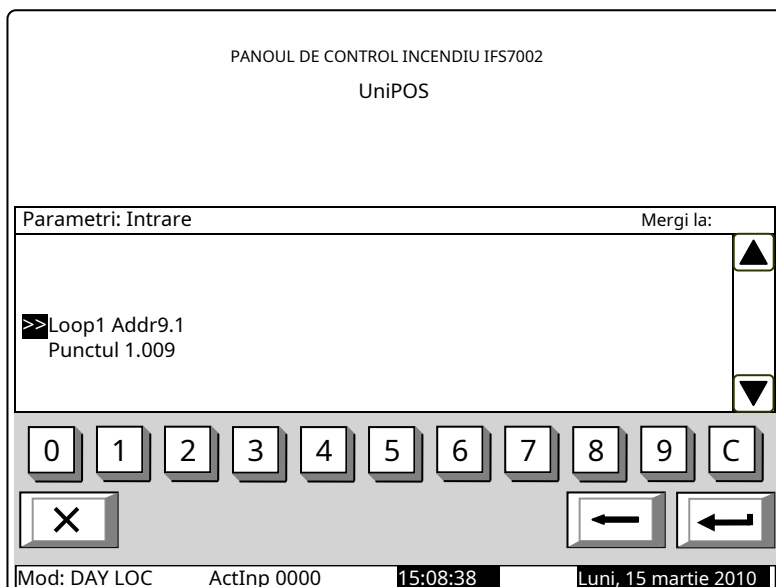 PANOUL DE CONTROL INCENDIU IFS7002
UniPOS
Parametri: Intrare Mergi la:
>>Loop1 Addr9.1
Punctul 1.009
0 1 2 3 4 5 6 7 8 9 C
Mod: DAY LOC ActInp 0000 15:08:38 Luni, 15 martie 2010